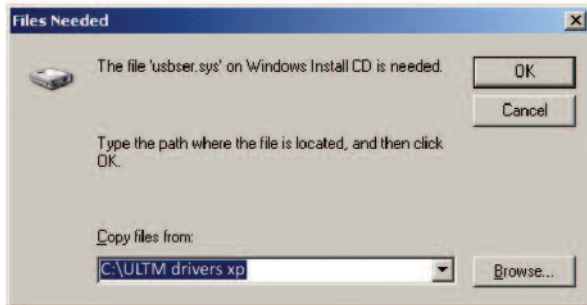 Files Needed
The file 'usbser.sys' on Windows Install CD is needed.
OK
Cancel
Type the path where the file is located, and then click
OK.
Copy files from:
C:\ULTM drivers xp
Browse...